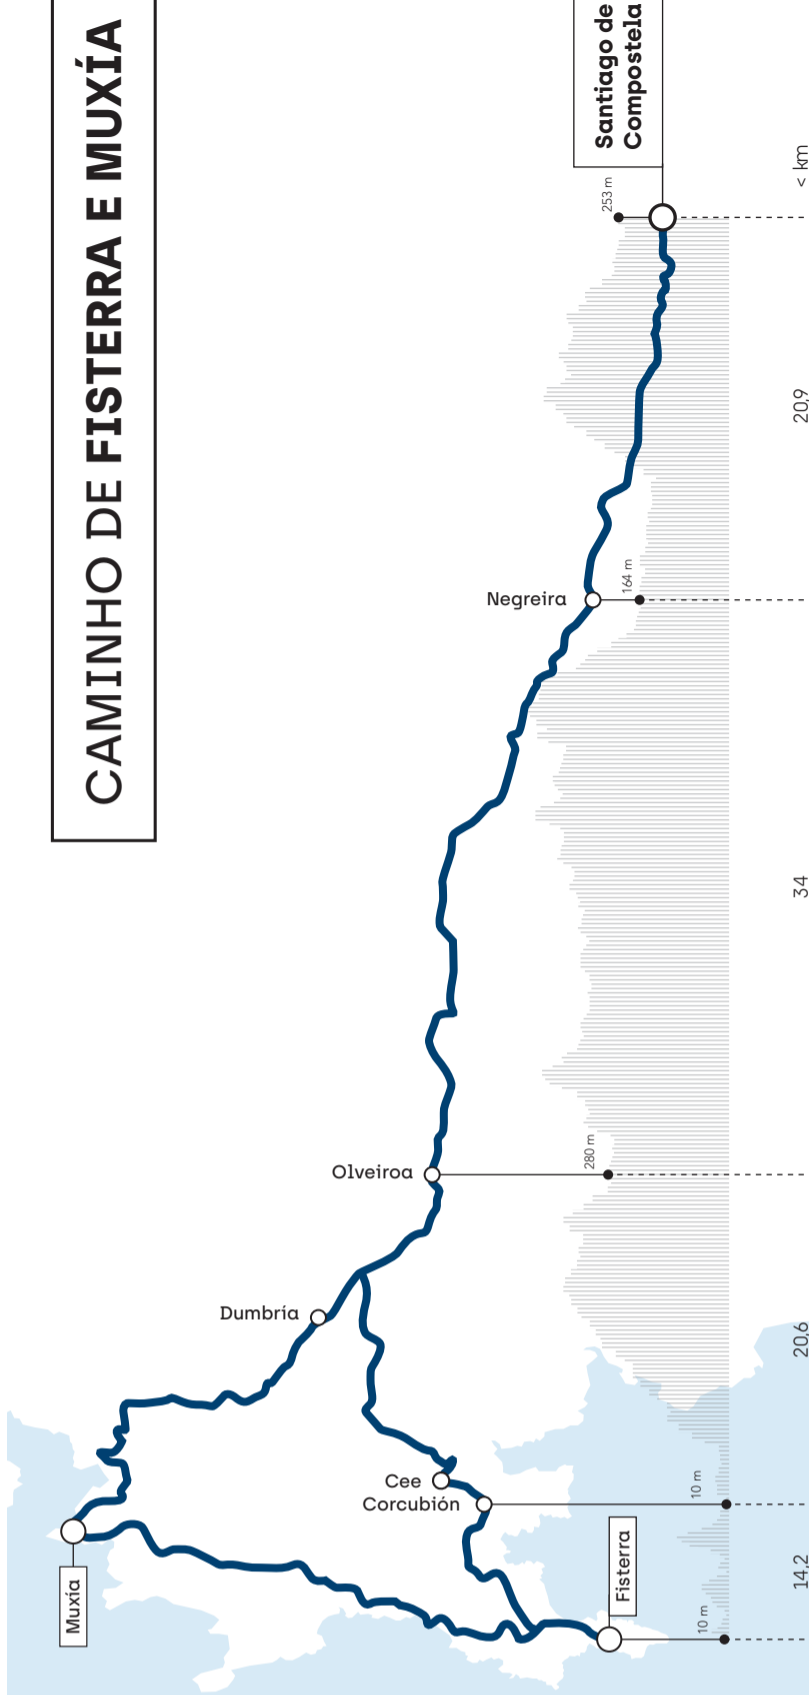 CAMINHO DE FISTERRA E MUXÍA
Santiago de
Compostela
253 m
< km
20,9
Negreira
164 m
34
Olveiroa
280 m
Dumbría
20,6
Cee
Corcubión
10 m
Muxía
Fisterra
14,2
10 m